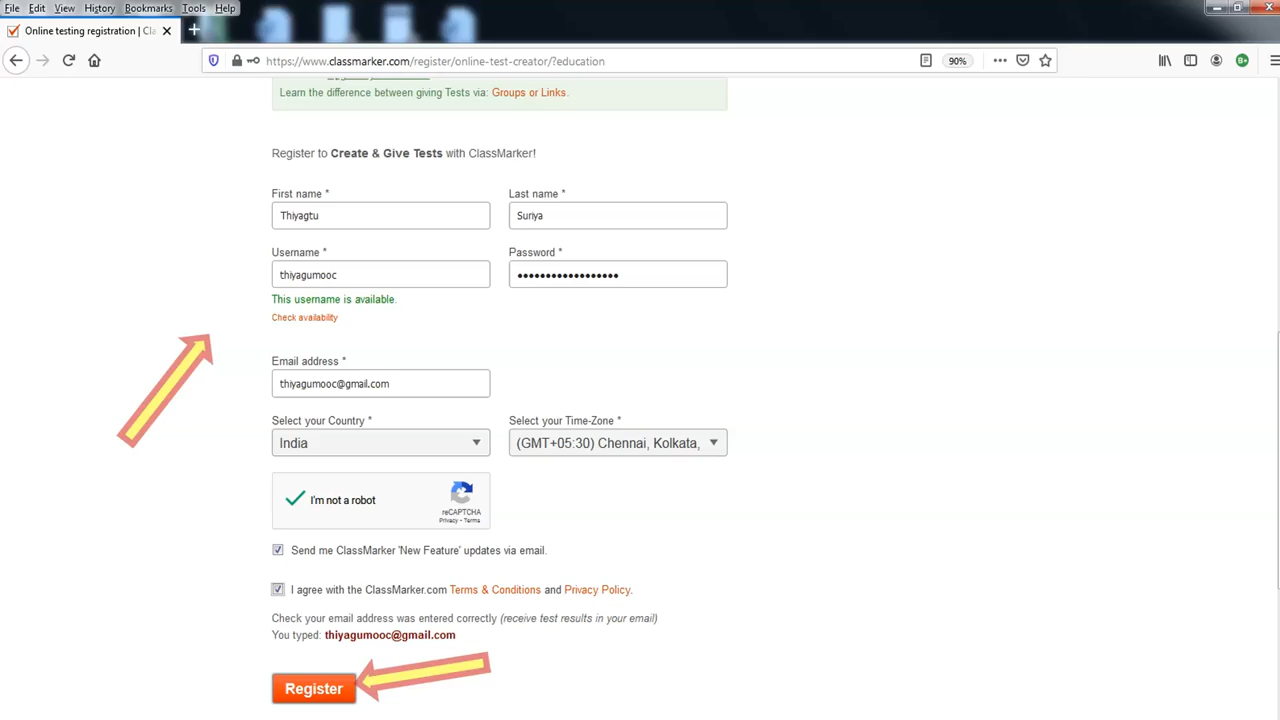 File Edit View History Bookmarks Tools Help
Online testing registration | Cla
https://www.classmarker.com/register/online-test-creator/?education
90%
Learn the difference between giving Tests via: Groups or Links.
Register to Create & Give Tests with ClassMarker!
First name * Last name *
Thiyagtu Suriya
Username * Password *
thiyagumooc ••••••••••••••••••
This username is available.
Check availability
Email address *
thiyagumooc@gmail.com
Select your Country * Select your Time-Zone *
India (GMT+05:30) Chennai, Kolkata,
I'm not a robot
reCAPTCHA
Privacy - Terms
Send me ClassMarker 'New Feature' updates via email.
I agree with the ClassMarker.com Terms & Conditions and Privacy Policy.
Check your email address was entered correctly (receive test results in your email)
You typed: thiyagumooc@gmail.com
Register